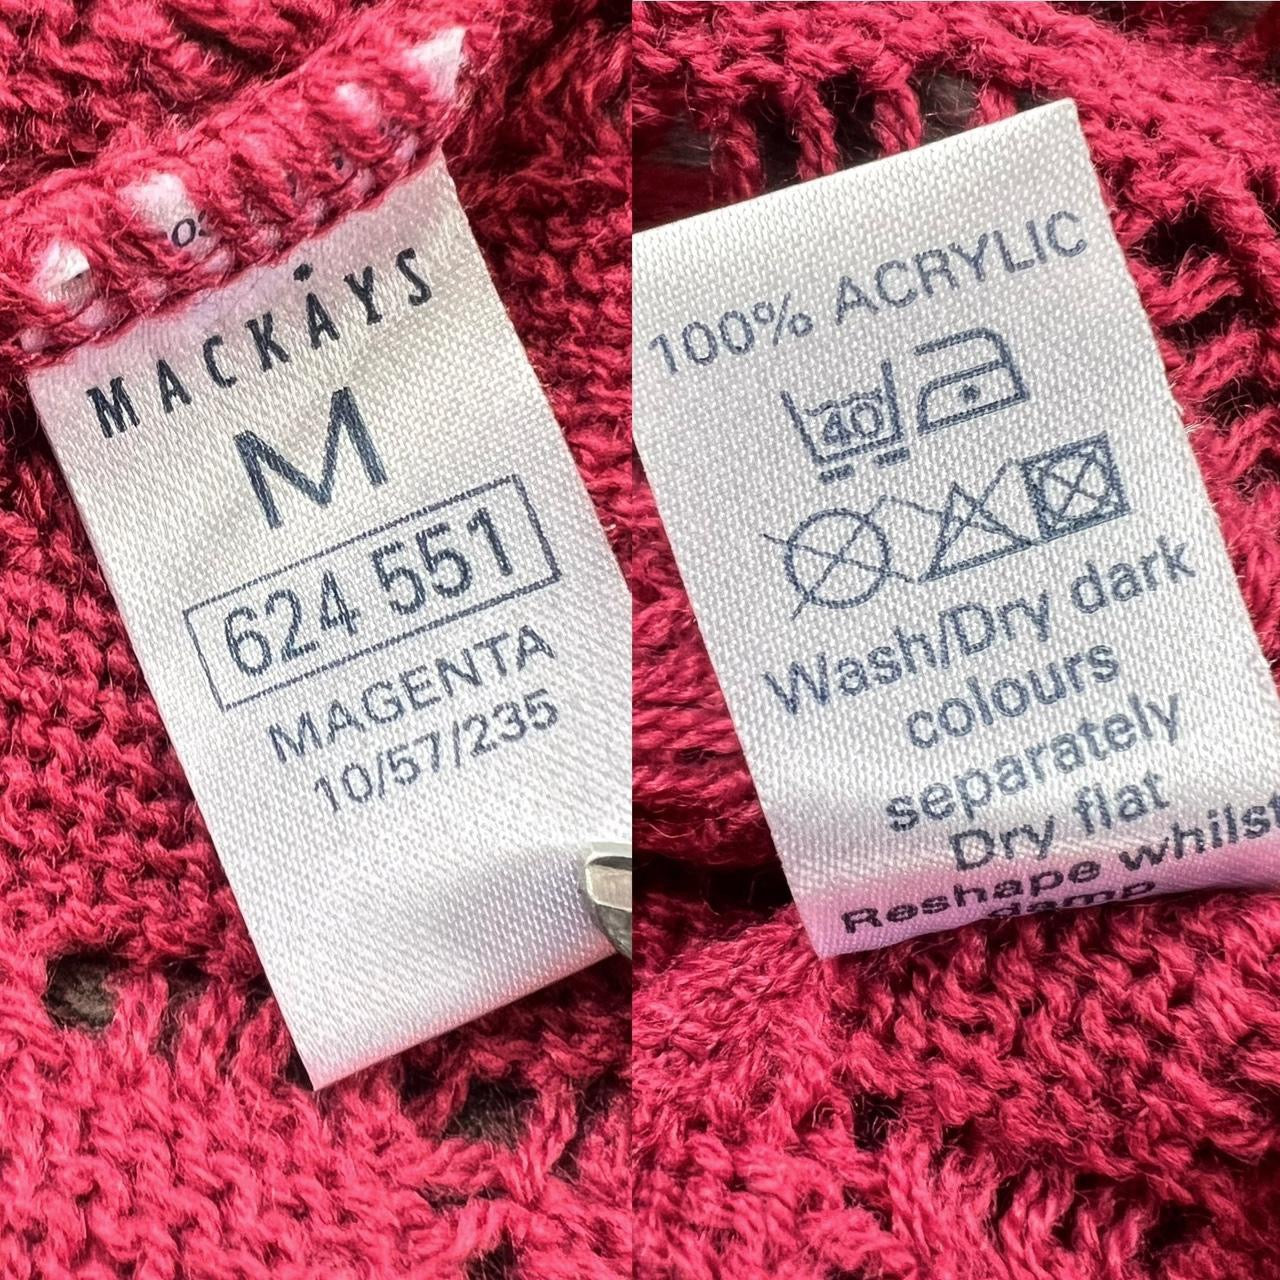 MACKAYS
M
624 551
MAGENTA
10/57/235
100% ACRYLIC
40
Wash/Dry dark
colours
separately
Dry flat
Reshape whilst
damp